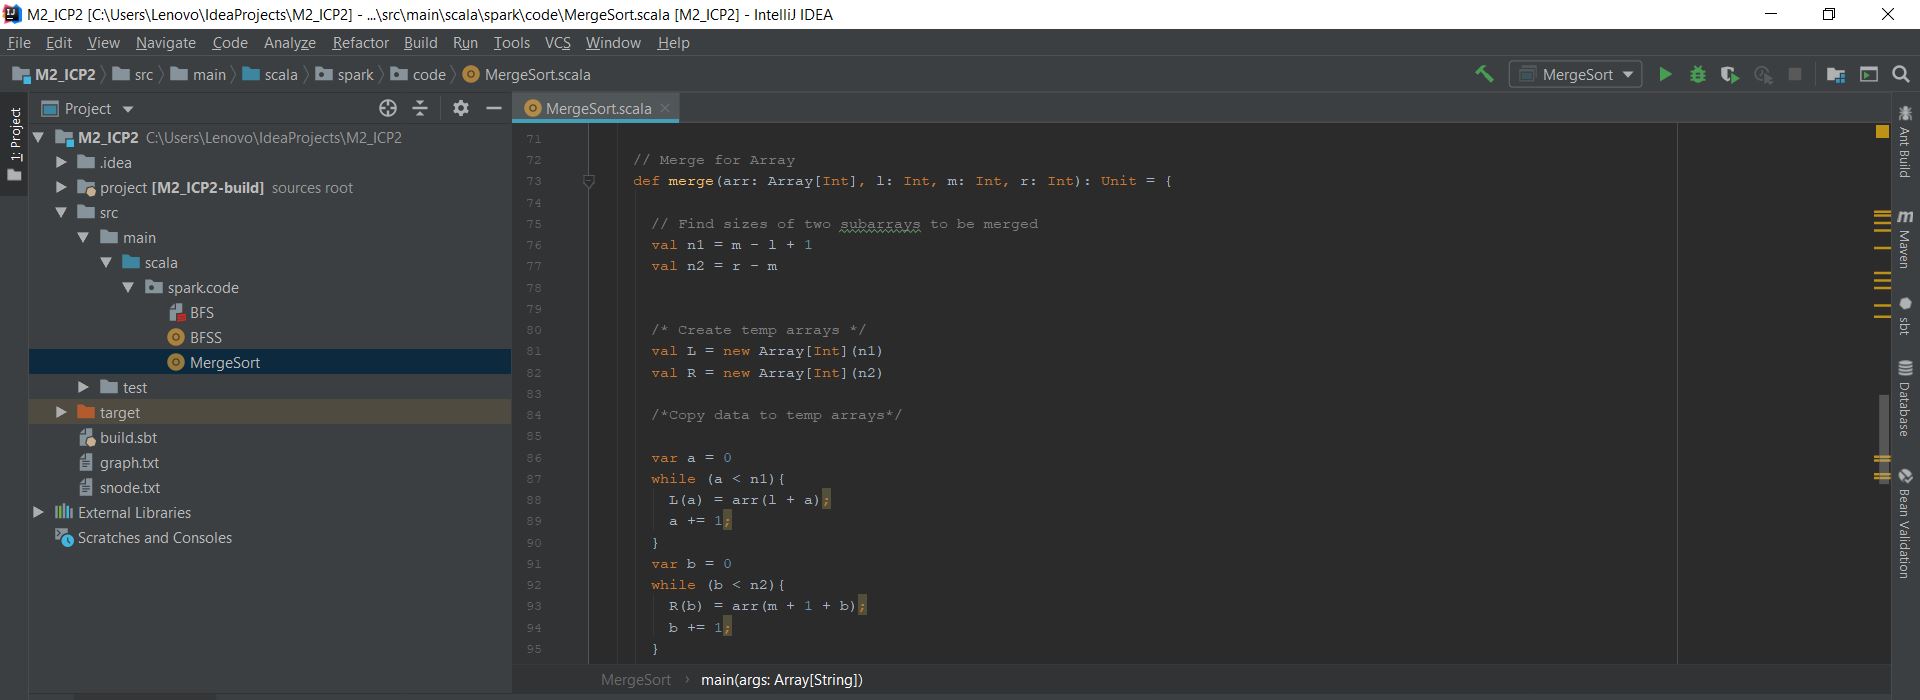 M2_ICP2 [C:\Users\Lenovo\IdeaProjects\M2_ICP2] - ...\src\main\scala\spark\code\MergeSort.scala [M2_ICP2] - IntelliJ IDEA
File Edit View Navigate Code Analyze Refactor Build Run Tools VCS Window Help
M2_ICP2 src main scala spark code MergeSort.scala
MergeSort
1: Project
Project
M2_ICP2 C:\Users\Lenovo\IdeaProjects\M2_ICP2
.idea
project [M2_ICP2-build] sources root
src
main
scala
spark.code
BFS
BFSS
MergeSort
test
target
build.sbt
graph.txt
snode.txt
External Libraries
Scratches and Consoles
MergeSort.scala
71
72 // Merge for Array
73 def merge(arr: Array[Int], l: Int, m: Int, r: Int): Unit = {
74
75 // Find sizes of two subarrays to be merged
76 val n1 = m - l + 1
77 val n2 = r - m
78
79
80 /* Create temp arrays */
81 val L = new Array[Int](n1)
82 val R = new Array[Int](n2)
83
84 /*Copy data to temp arrays*/
85
86 var a = 0
87 while (a < n1){
88 L(a) = arr(l + a);
89 a += 1;
90 }
91 var b = 0
92 while (b < n2){
93 R(b) = arr(m + 1 + b);
94 b += 1;
95 }
MergeSort › main(args: Array[String])
Ant Build
m Maven
sbt
Database
Bean Validation